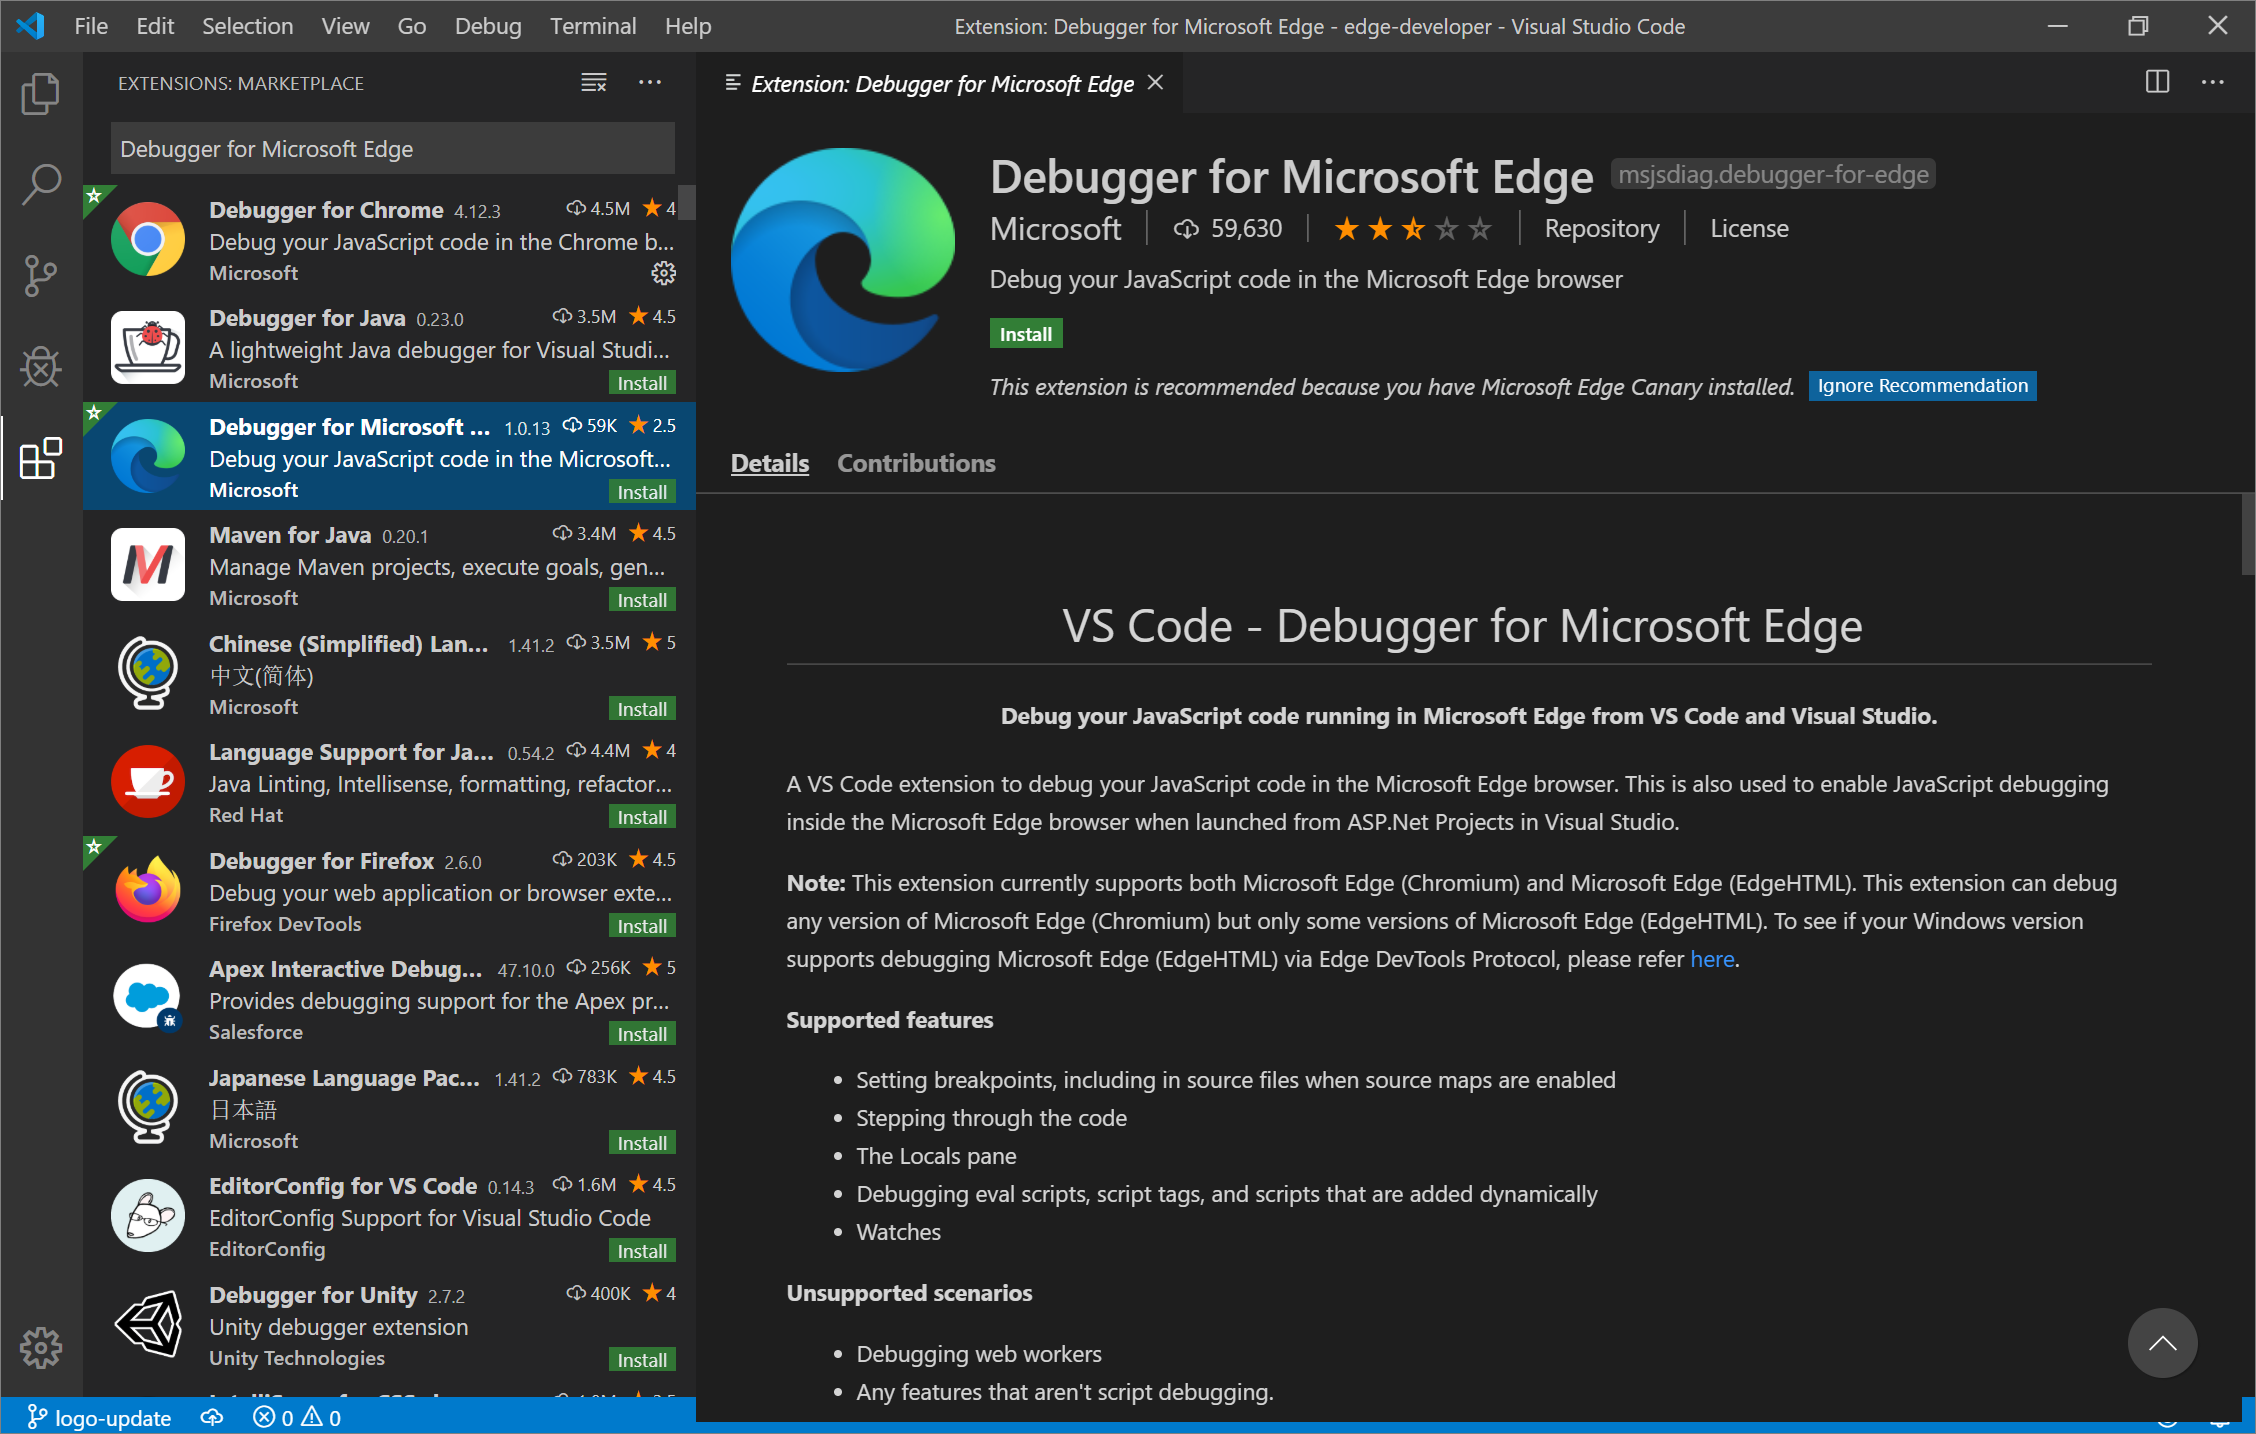 File Edit Selection View Go Debug Terminal Help
Extension: Debugger for Microsoft Edge - edge-developer - Visual Studio Code
EXTENSIONS: MARKETPLACE
Debugger for Microsoft Edge
Debugger for Chrome 4.12.3 4.5M 4
Debug your JavaScript code in the Chrome b...
Microsoft
Debugger for Java 0.23.0 3.5M 4.5
A lightweight Java debugger for Visual Studi...
Microsoft Install
Debugger for Microsoft ... 1.0.13 59K 2.5
Debug your JavaScript code in the Microsoft...
Microsoft Install
Maven for Java 0.20.1 3.4M 4.5
Manage Maven projects, execute goals, gen...
Microsoft Install
Chinese (Simplified) Lan... 1.41.2 3.5M 5
中文(简体)
Microsoft Install
Language Support for Ja... 0.54.2 4.4M 4
Java Linting, Intellisense, formatting, refactor...
Red Hat Install
Debugger for Firefox 2.6.0 203K 4.5
Debug your web application or browser exte...
Firefox DevTools Install
Apex Interactive Debug... 47.10.0 256K 5
Provides debugging support for the Apex pr...
Salesforce Install
Japanese Language Pac... 1.41.2 783K 4.5
日本語
Microsoft Install
EditorConfig for VS Code 0.14.3 1.6M 4.5
EditorConfig Support for Visual Studio Code
EditorConfig Install
Debugger for Unity 2.7.2 400K 4
Unity debugger extension
Unity Technologies Install
Extension: Debugger for Microsoft Edge
Debugger for Microsoft Edge msjsdiag.debugger-for-edge
Microsoft 59,630 Repository License
Debug your JavaScript code in the Microsoft Edge browser
Install
This extension is recommended because you have Microsoft Edge Canary installed. Ignore Recommendation
Details Contributions
VS Code - Debugger for Microsoft Edge
Debug your JavaScript code running in Microsoft Edge from VS Code and Visual Studio.
A VS Code extension to debug your JavaScript code in the Microsoft Edge browser. This is also used to enable JavaScript debugging
inside the Microsoft Edge browser when launched from ASP.Net Projects in Visual Studio.
Note: This extension currently supports both Microsoft Edge (Chromium) and Microsoft Edge (EdgeHTML). This extension can debug
any version of Microsoft Edge (Chromium) but only some versions of Microsoft Edge (EdgeHTML). To see if your Windows version
supports debugging Microsoft Edge (EdgeHTML) via Edge DevTools Protocol, please refer here.
Supported features
• Setting breakpoints, including in source files when source maps are enabled
• Stepping through the code
• The Locals pane
• Debugging eval scripts, script tags, and scripts that are added dynamically
• Watches
Unsupported scenarios
• Debugging web workers
• Any features that aren't script debugging.
logo-update 0 0